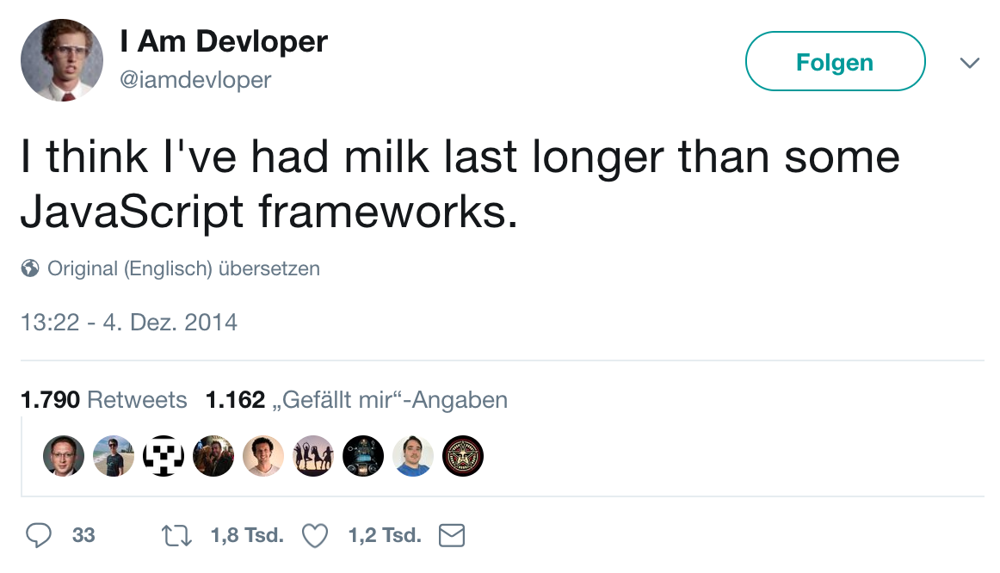 I Am Devloper
@iamdevloper
Folgen
I think I've had milk last longer than some
JavaScript frameworks.
Original (Englisch) übersetzen
13:22 - 4. Dez. 2014
1.790 Retweets 1.162 „Gefällt mir“-Angaben
33 1,8 Tsd. 1,2 Tsd.